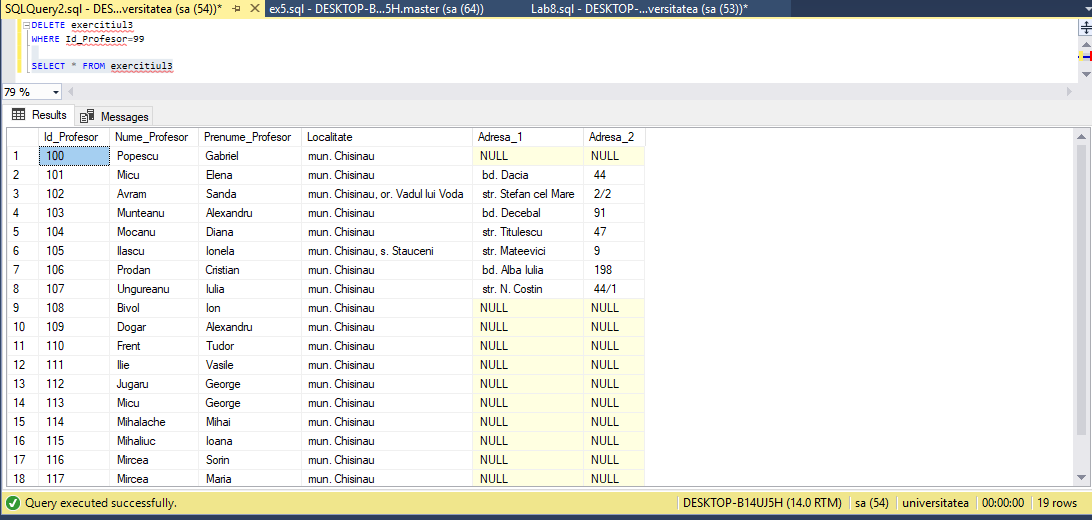 SQLQuery2.sql - DES...versitatea (sa (54))* ex5.sql - DESKTOP-B...5H.master (sa (64)) Lab8.sql - DESKTOP-...versitatea (sa (53))*
DELETE exercitiul3
WHERE Id_Profesor=99
SELECT * FROM exercitiul3
79 %
Results Messages
Id_Profesor Nume_Profesor Prenume_Profesor Localitate Adresa_1 Adresa_2
1 100 Popescu Gabriel mun. Chisinau NULL NULL
2 101 Micu Elena mun. Chisinau bd. Dacia 44
3 102 Avram Sanda mun. Chisinau, or. Vadul lui Voda str. Stefan cel Mare 2/2
4 103 Munteanu Alexandru mun. Chisinau bd. Decebal 91
5 104 Mocanu Diana mun. Chisinau str. Titulescu 47
6 105 Ilascu Ionela mun. Chisinau, s. Stauceni str. Mateevici 9
7 106 Prodan Cristian mun. Chisinau bd. Alba Iulia 198
8 107 Ungureanu Iulia mun. Chisinau str. N. Costin 44/1
9 108 Bivol Ion mun. Chisinau NULL NULL
10 109 Dogar Alexandru mun. Chisinau NULL NULL
11 110 Frent Tudor mun. Chisinau NULL NULL
12 111 Ilie Vasile mun. Chisinau NULL NULL
13 112 Jugaru George mun. Chisinau NULL NULL
14 113 Micu George mun. Chisinau NULL NULL
15 114 Mihalache Mihai mun. Chisinau NULL NULL
16 115 Mihaliuc Ioana mun. Chisinau NULL NULL
17 116 Mircea Sorin mun. Chisinau NULL NULL
18 117 Mircea Maria mun. Chisinau NULL NULL
Query executed successfully. DESKTOP-B14UJ5H (14.0 RTM) sa (54) universitatea 00:00:00 19 rows